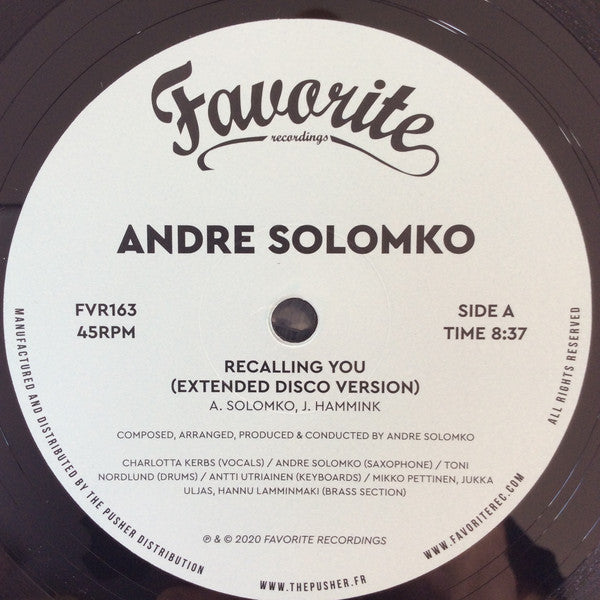 Favorite
recordings
ANDRE SOLOMKO
FVR163
45RPM
SIDE A
TIME 8:37
RECALLING YOU
(EXTENDED DISCO VERSION)
A. SOLOMKO, J. HAMMINK
COMPOSED, ARRANGED, PRODUCED & CONDUCTED BY ANDRE SOLOMKO
CHARLOTTA KERBS (VOCALS) / ANDRE SOLOMKO (SAXOPHONE) / TONI
NORDLUND (DRUMS) / ANTTI UTRIAINEN (KEYBOARDS) / MIKKO PETTINEN, JUKKA
ULJAS, HANNU LAMMINMAKI (BRASS SECTION)
℗ & © 2020 FAVORITE RECORDINGS
MANUFACTURED AND DISTRIBUTED BY THE PUSHER DISTRIBUTION
WWW.THEPUSHER.FR
WWW.FAVORITEREC.COM
ALL RIGHTS RESERVED